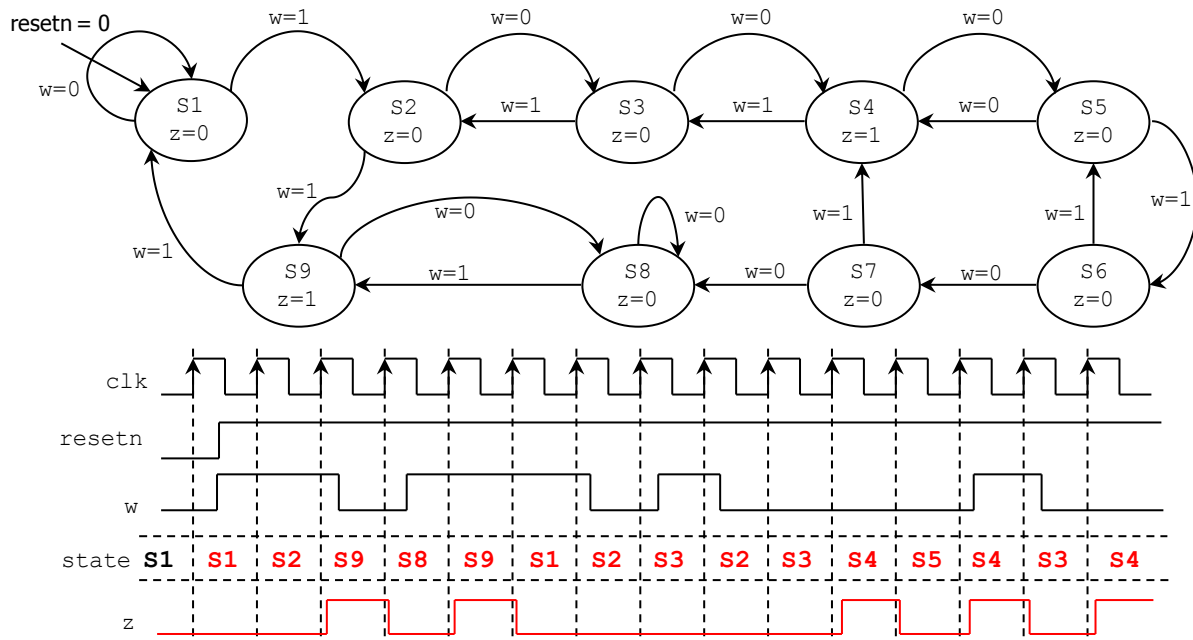 resetn = 0
w=1 w=0 w=0 w=0
w=0
S1 S2 S3 S4 S5
w=1 w=1 w=0
z=0 z=0 z=0 z=1 z=0
w=1 w=0 w=0 w=1 w=1 w=1
w=1
S9 w=1 S8 w=0 S7 w=0 S6
z=1 z=0 z=0 z=0
clk
resetn
w
state S1 S1 S2 S9 S8 S9 S1 S2 S3 S2 S3 S4 S5 S4 S3 S4
z